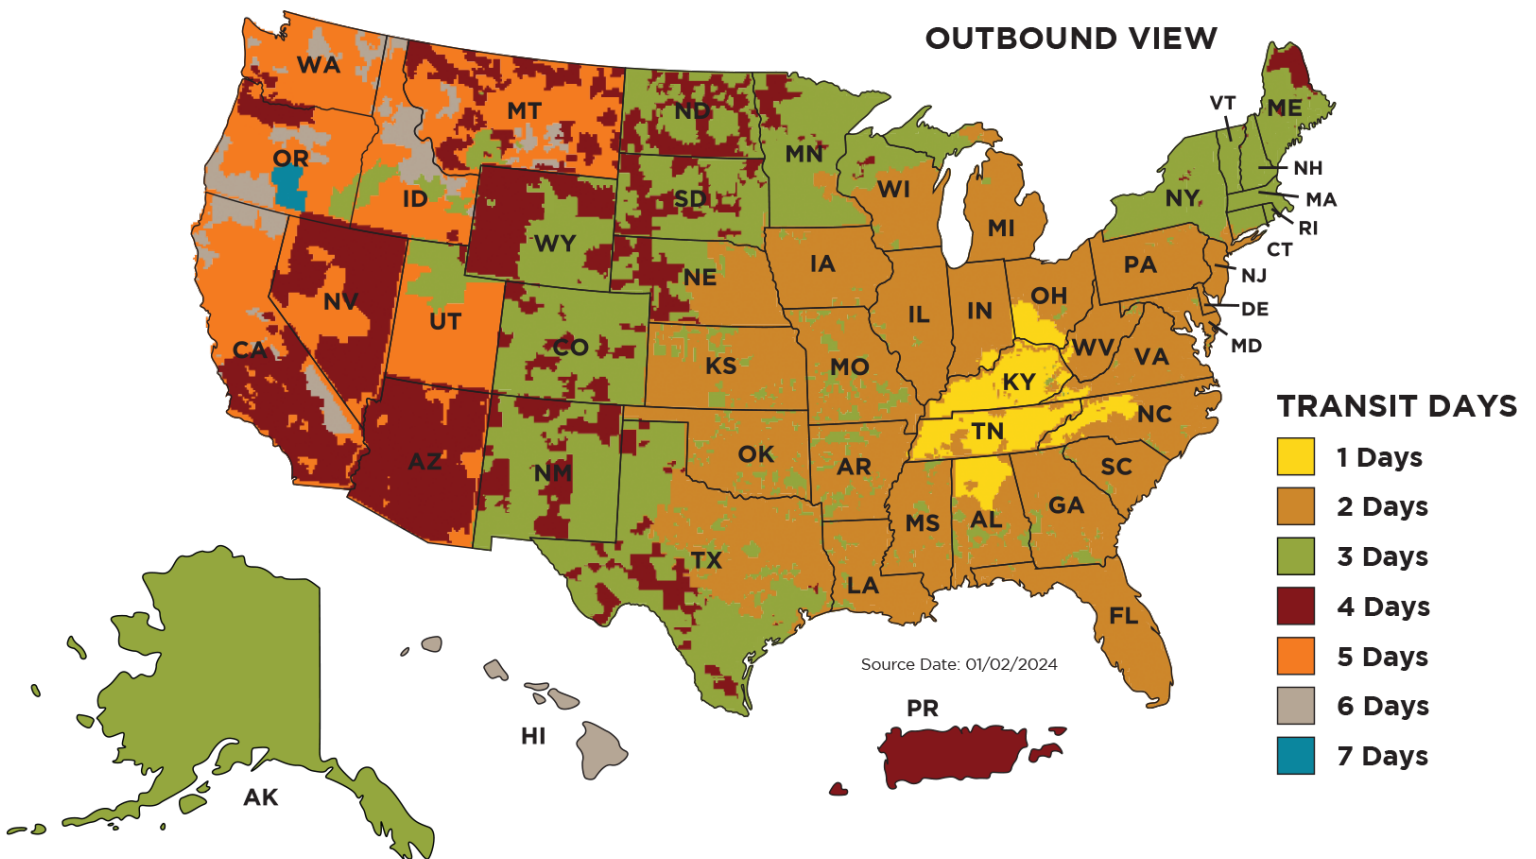 OUTBOUND VIEW
WA
MT
ND
MN
OR
ID
SD
WI
MI
VT
ME
NH
NY
MA
RI
CT
WY
NE
IA
PA
NJ
NV
UT
IL
IN
OH
DE
MD
CA
CO
KS
MO
WV
VA
KY
TN
NC
AZ
NM
OK
AR
SC
MS
AL
GA
TX
LA
FL
Source Date: 01/02/2024
PR
HI
AK
TRANSIT DAYS
1 Days
2 Days
3 Days
4 Days
5 Days
6 Days
7 Days